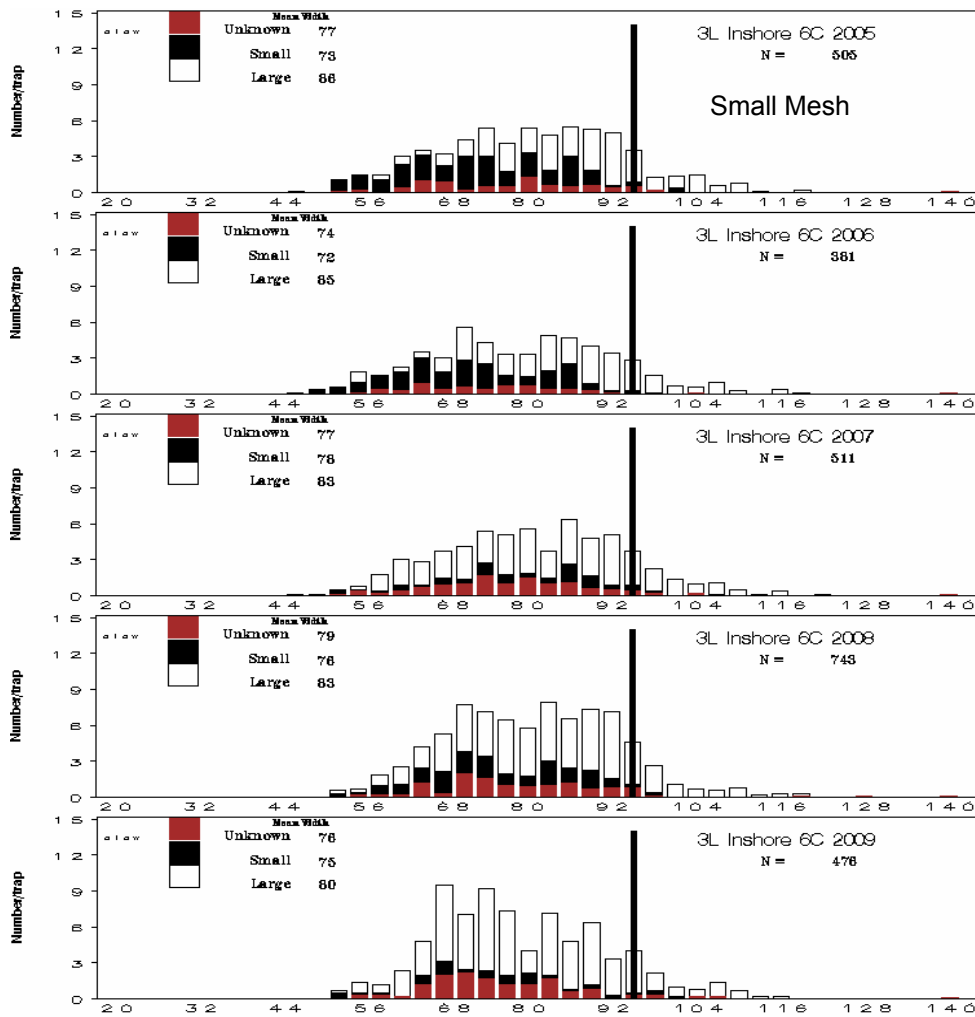 15
Mean Width
alaw
Unknown 77
3L Inshore 6C 2005
12
Small 73
N = 505
9
Large 86
Number/trap
Small Mesh
6
3
0
20 32 44 56 68 80 92 104 116 128 140
15
Mean Width
alaw
Unknown 74
3L Inshore 6C 2006
12
Small 72
N = 381
9
Large 85
Number/trap
6
3
0
20 32 44 56 68 80 92 104 116 128 140
15
Mean Width
alaw
Unknown 77
3L Inshore 6C 2007
12
Small 78
N = 511
9
Large 83
Number/trap
6
3
0
20 32 44 56 68 80 92 104 116 128 140
15
Mean Width
alaw
Unknown 79
3L Inshore 6C 2008
12
Small 76
N = 743
9
Large 83
Number/trap
6
3
0
20 32 44 56 68 80 92 104 116 128 140
15
Mean Width
alaw
Unknown 76
3L Inshore 6C 2009
12
Small 75
N = 476
9
Large 80
Number/trap
6
3
0
20 32 44 56 68 80 92 104 116 128 140